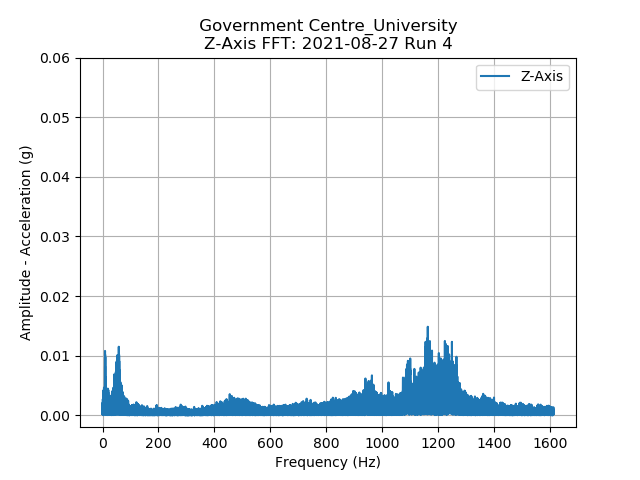 Government Centre_University
Z-Axis FFT: 2021-08-27 Run 4
Z-Axis
0.06
0.05
0.04
0.03
0.02
0.01
0.00
Amplitude - Acceleration (g)
0 200 400 600 800 1000 1200 1400 1600
Frequency (Hz)